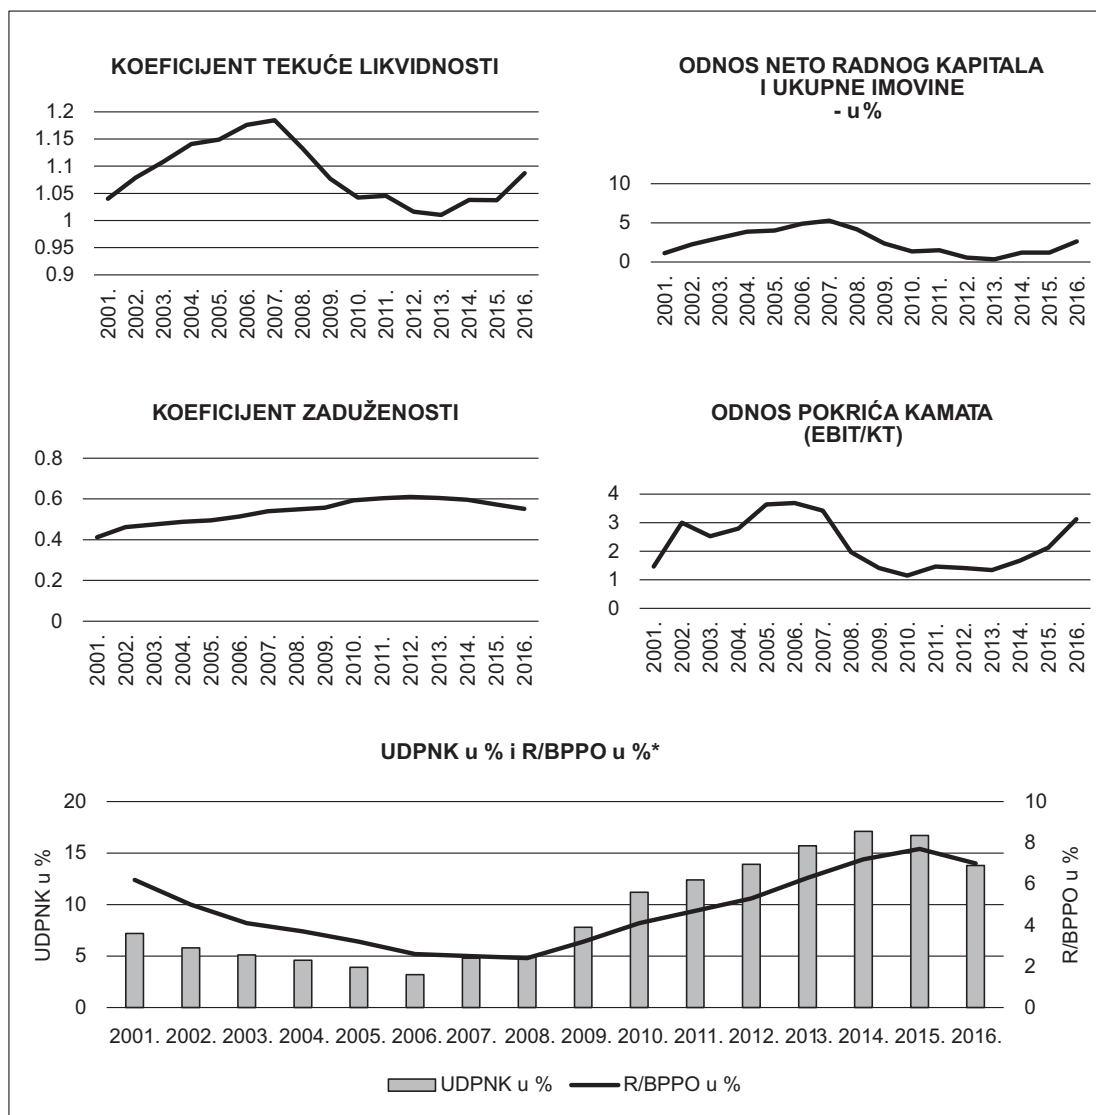 KOEFICIJENT TEKUĆE LIKVIDNOSTI
1.2
1.15
1.1
1.05
1
0.95
0.9
2001. 2002. 2003. 2004. 2005. 2006. 2007. 2008. 2009. 2010. 2011. 2012. 2013. 2014. 2015. 2016.
ODNOS NETO RADNOG KAPITALA
I UKUPNE IMOVINE
- u %
10
5
0
2001. 2002. 2003. 2004. 2005. 2006. 2007. 2008. 2009. 2010. 2011. 2012. 2013. 2014. 2015. 2016.
KOEFICIJENT ZADUŽENOSTI
0.8
0.6
0.4
0.2
0
2001. 2002. 2003. 2004. 2005. 2006. 2007. 2008. 2009. 2010. 2011. 2012. 2013. 2014. 2015. 2016.
ODNOS POKRIĆA KAMATA
(EBIT/KT)
4
3
2
1
0
2001. 2002. 2003. 2004. 2005. 2006. 2007. 2008. 2009. 2010. 2011. 2012. 2013. 2014. 2015. 2016.
UDPNK u % i R/BPPO u %*
UDPNK u %
20
15
10
5
0
10
8
6
4
2
0
R/BPPO u %
2001. 2002. 2003. 2004. 2005. 2006. 2007. 2008. 2009. 2010. 2011. 2012. 2013. 2014. 2015. 2016.
UDPNK u % R/BPPO u %